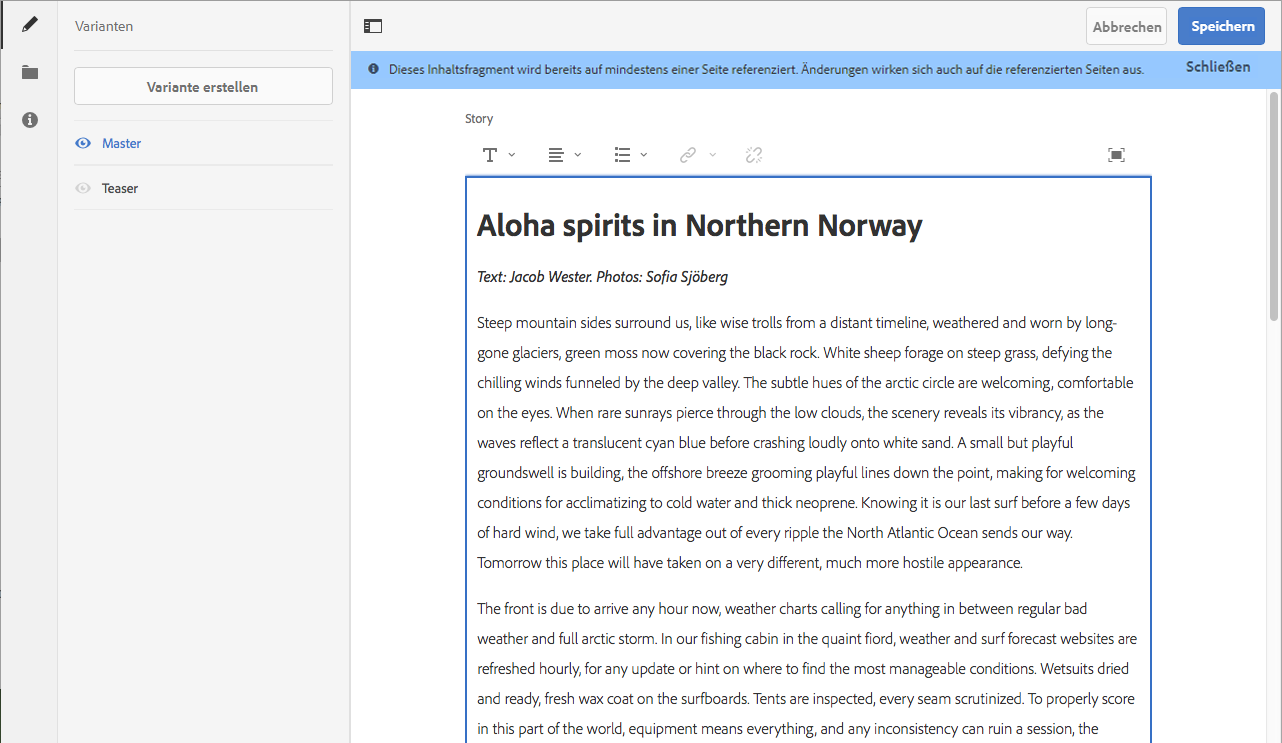 Varianten
Abbrechen
Speichern
Dieses Inhaltsfragment wird bereits auf mindestens einer Seite referenziert. Änderungen wirken sich auch auf die referenzierten Seiten aus.
Schließen
Variante erstellen
Master
Teaser
Story
Aloha spirits in Northern Norway
Text: Jacob Wester. Photos: Sofia Sjöberg
Steep mountain sides surround us, like wise trolls from a distant timeline, weathered and worn by long-
gone glaciers, green moss now covering the black rock. White sheep forage on steep grass, defying the
chilling winds funneled by the deep valley. The subtle hues of the arctic circle are welcoming, comfortable
on the eyes. When rare sunrays pierce through the low clouds, the scenery reveals its vibrancy, as the
waves reflect a translucent cyan blue before crashing loudly onto white sand. A small but playful
groundswell is building, the offshore breeze grooming playful lines down the point, making for welcoming
conditions for acclimatizing to cold water and thick neoprene. Knowing it is our last surf before a few days
of hard wind, we take full advantage out of every ripple the North Atlantic Ocean sends our way.
Tomorrow this place will have taken on a very different, much more hostile appearance.
The front is due to arrive any hour now, weather charts calling for anything in between regular bad
weather and full arctic storm. In our fishing cabin in the quaint fiord, weather and surf forecast websites are
refreshed hourly, for any update or hint on where to find the most manageable conditions. Wetsuits dried
and ready, fresh wax coat on the surfboards. Tents are inspected, every seam scrutinized. To properly score
in this part of the world, equipment means everything, and any inconsistency can ruin a session, the